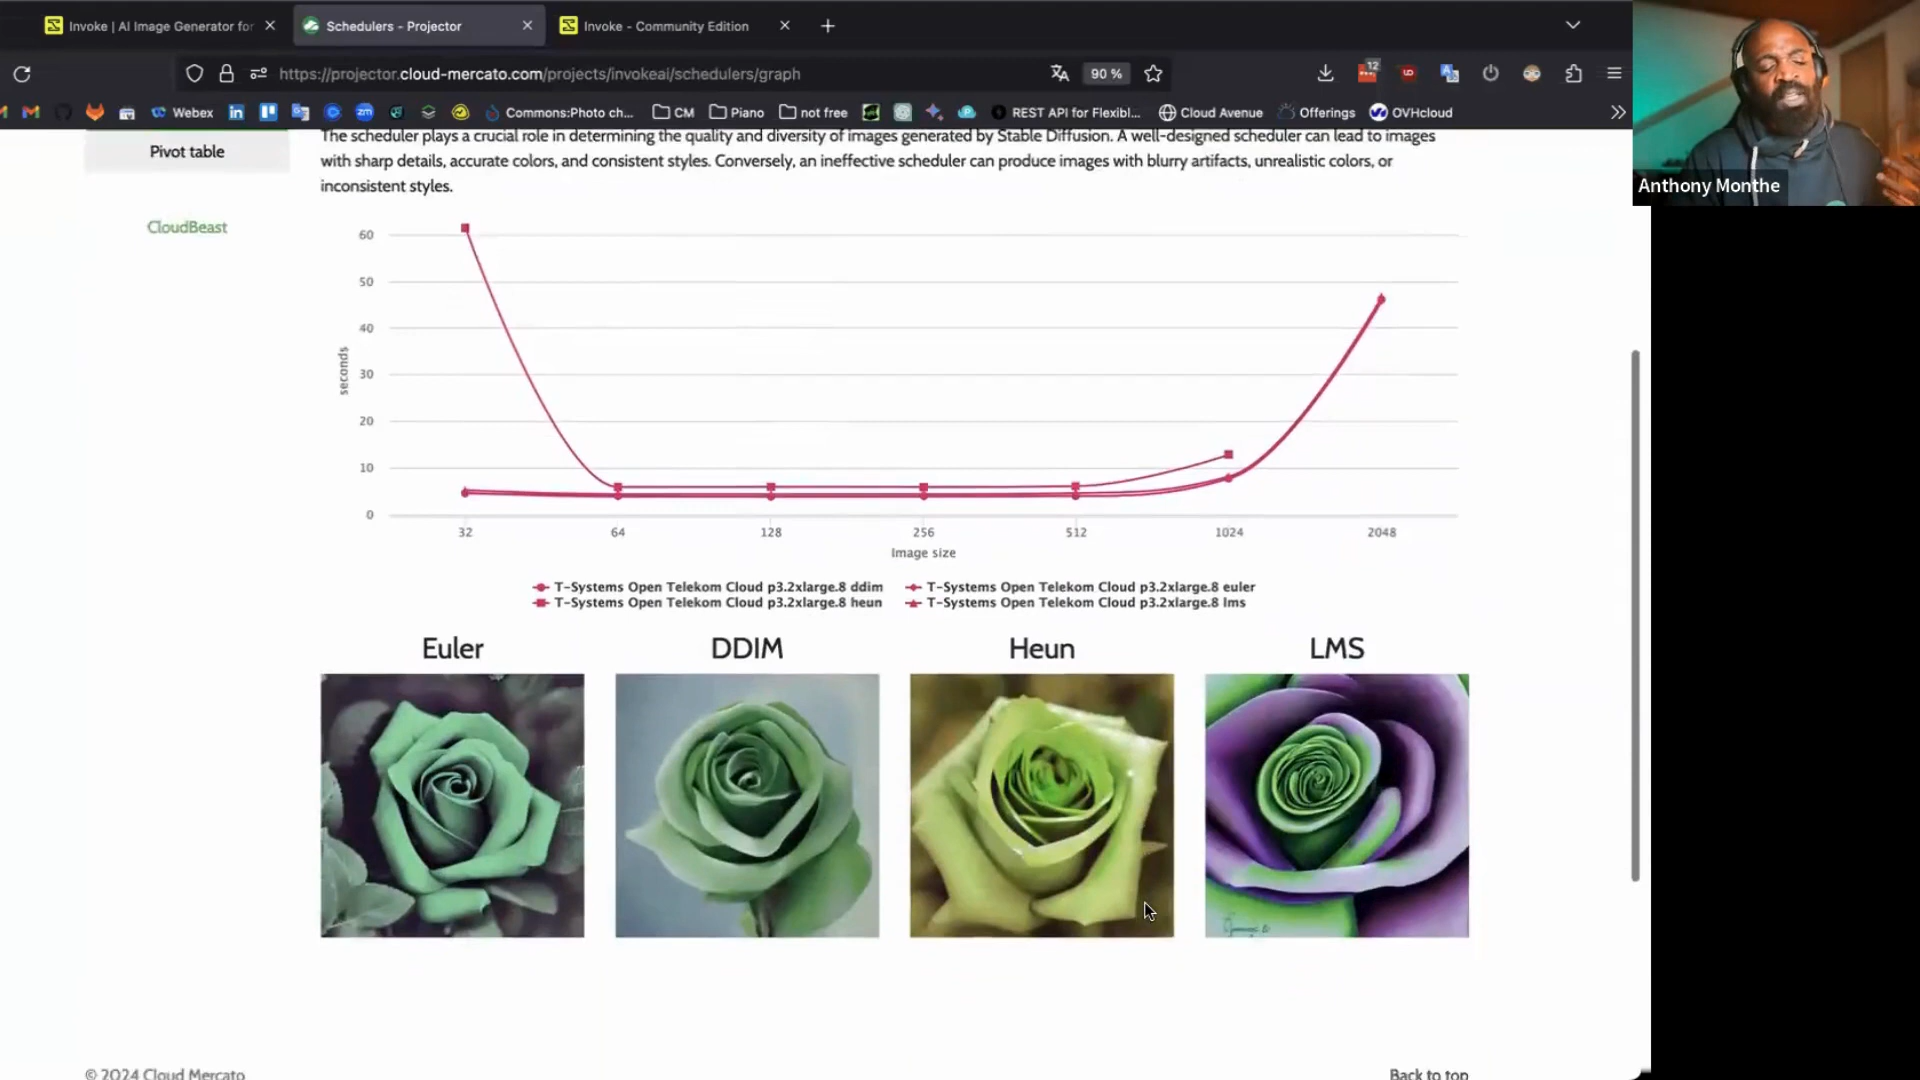 Invoke | AI Image Generator for
Schedulers - Projector
Invoke - Community Edition
https://projector.cloud-mercato.com/projects/invokeai/schedulers/graph
90 %
12
Webex
Commons:Photo ch...
CM
Piano
not free
REST API for Flexibl...
Cloud Avenue
Offerings
OVHcloud
Anthony Monthe
Pivot table
CloudBeast
The scheduler plays a crucial role in determining the quality and diversity of images generated by Stable Diffusion. A well-designed scheduler can lead to images
with sharp details, accurate colors, and consistent styles. Conversely, an ineffective scheduler can produce images with blurry artifacts, unrealistic colors, or
inconsistent styles.
60
50
40
30
20
10
0
seconds
32 64 128 256 512 1024 2048
Image size
T-Systems Open Telekom Cloud p3.2xlarge.8 ddim
T-Systems Open Telekom Cloud p3.2xlarge.8 euler
T-Systems Open Telekom Cloud p3.2xlarge.8 heun
T-Systems Open Telekom Cloud p3.2xlarge.8 lms
Euler
DDIM
Heun
LMS
© 2024 Cloud Mercato
Back to top